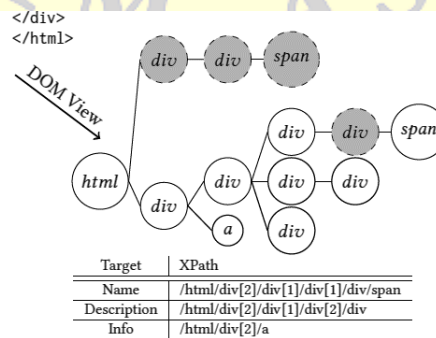 </div>
</html>
DOM View
div div span
div div span
html div div div div
a div
Target XPath
Name /html/div[2]/div[1]/div[1]/div/span
Description /html/div[2]/div[1]/div[2]/div
Info /html/div[2]/a